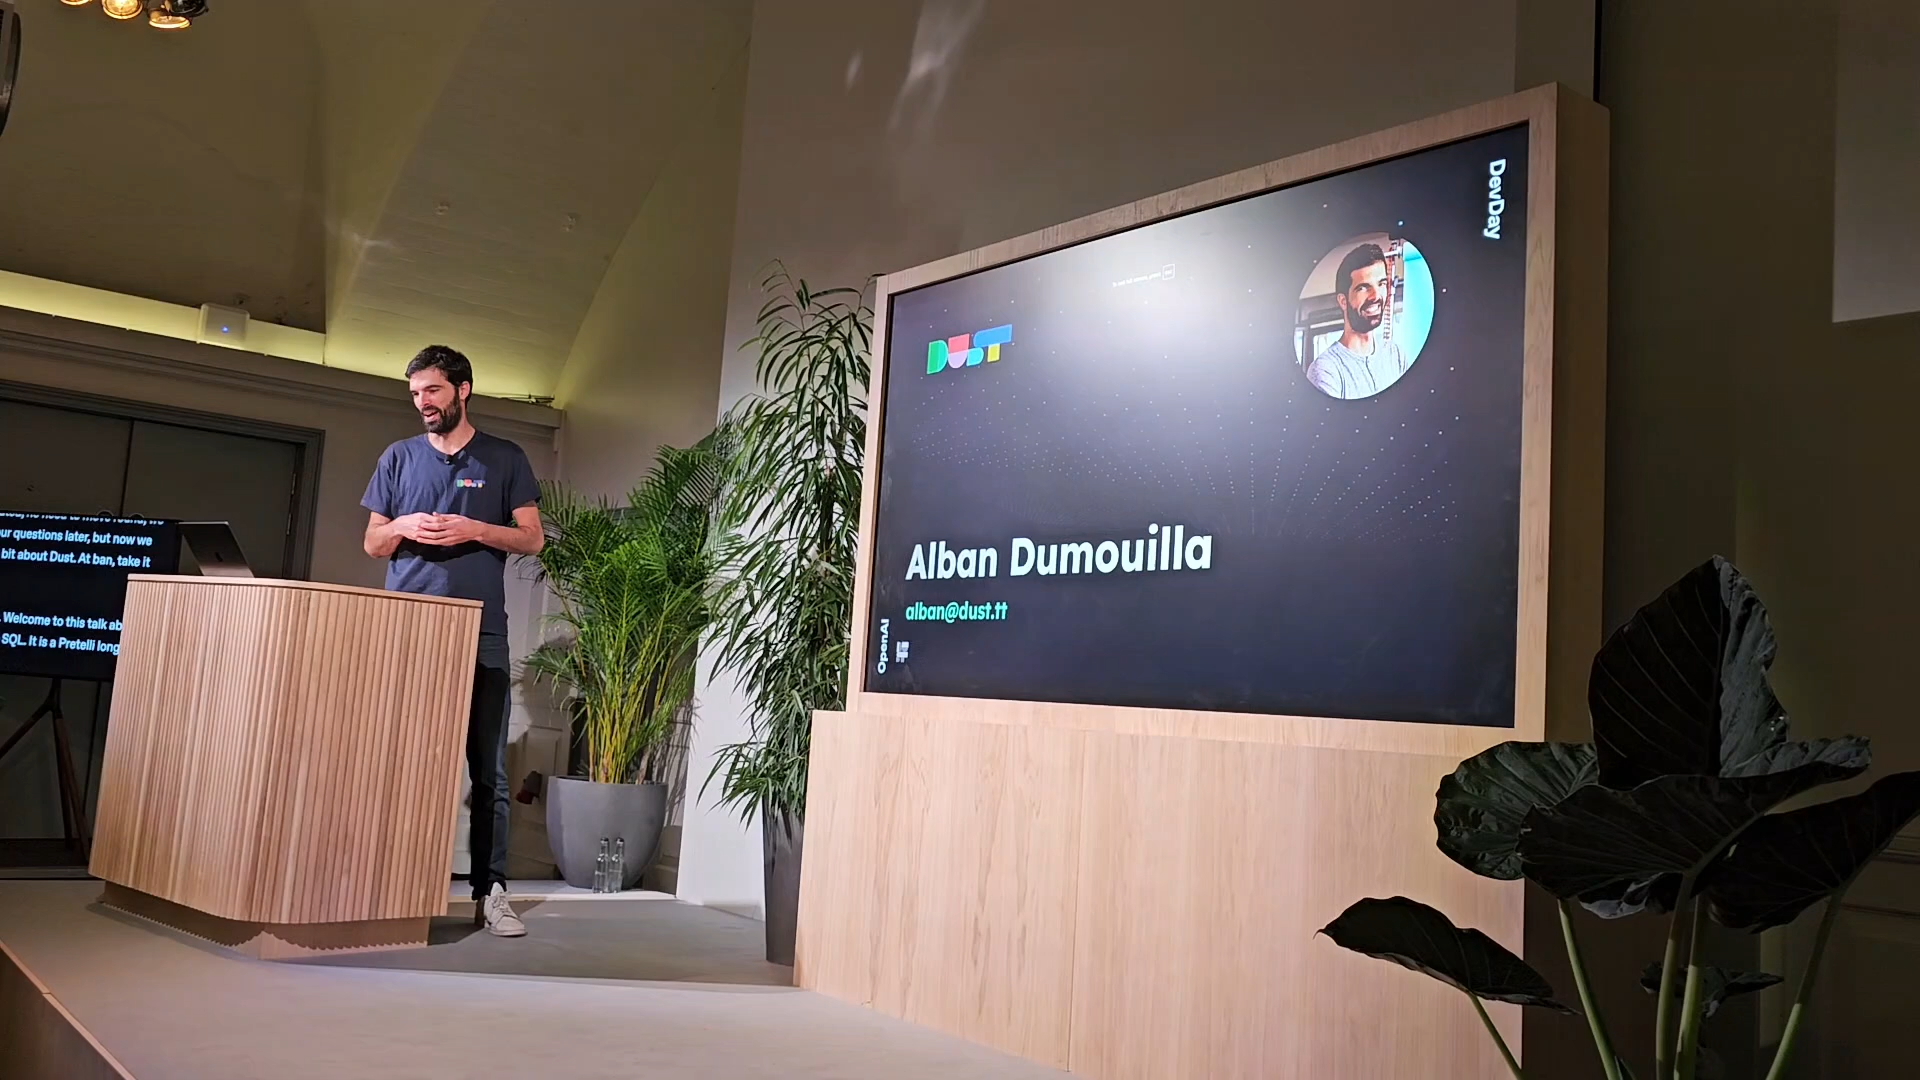 ur questions later, but now we
bit about Dust. At ban, take it
. Welcome to this talk ab
SQL. It is a Pretelli long
DUST
DevDay
DUST
Alban Dumouilla
alban@dust.tt
OpenAI